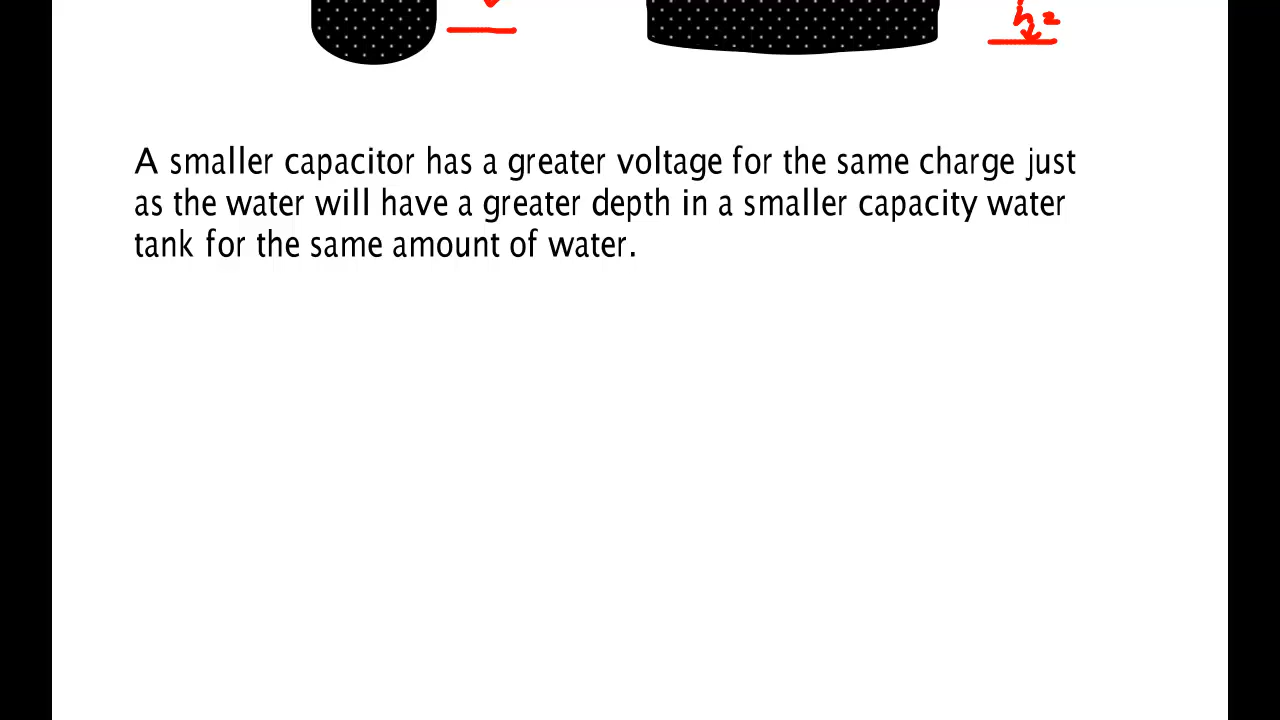 h2
A smaller capacitor has a greater voltage for the same charge just
as the water will have a greater depth in a smaller capacity water
tank for the same amount of water.